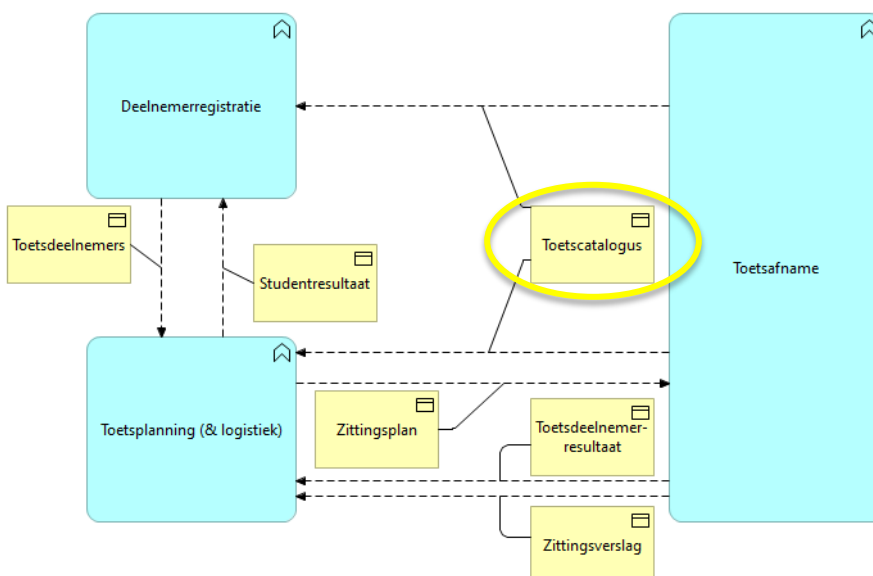 Deelnemerregistratie
Toetsdeelnemers
Studentresultaat
Toetscatalogus
Toetsafname
Toetsplanning (& logistiek)
Zittingsplan
Toetsdeelnemer-
resultaat
Zittingsverslag